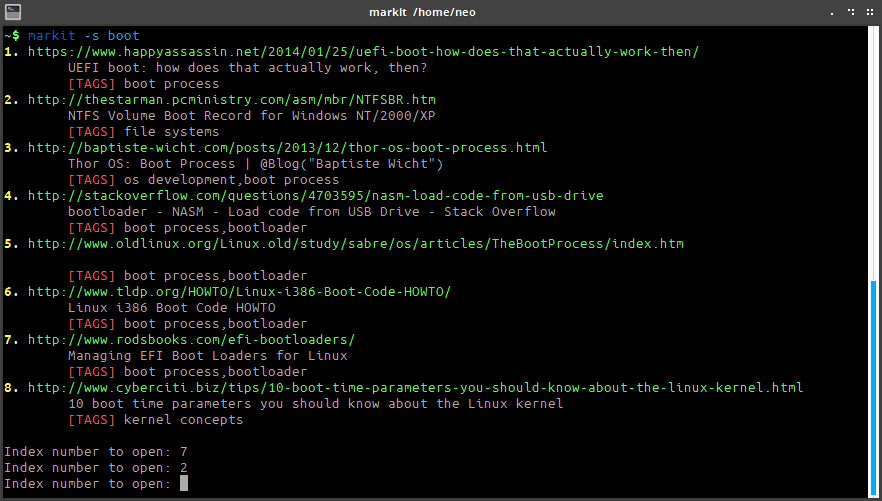 markit /home/neo
~$ markit -s boot
1. https://www.happyassassin.net/2014/01/25/uefi-boot-how-does-that-actually-work-then/
UEFI boot: how does that actually work, then?
[TAGS] boot process
2. http://thestarman.pcministry.com/asm/mbr/NTFSBR.htm
NTFS Volume Boot Record for Windows NT/2000/XP
[TAGS] file systems
3. http://baptiste-wicht.com/posts/2013/12/thor-os-boot-process.html
Thor OS: Boot Process | @Blog("Baptiste Wicht")
[TAGS] os development,boot process
4. http://stackoverflow.com/questions/4703595/nasm-load-code-from-usb-drive
bootloader - NASM - Load code from USB Drive - Stack Overflow
[TAGS] boot process,bootloader
5. http://www.oldlinux.org/Linux.old/study/sabre/os/articles/TheBootProcess/index.htm
[TAGS] boot process,bootloader
6. http://www.tldp.org/HOWTO/Linux-i386-Boot-Code-HOWTO/
Linux i386 Boot Code HOWTO
[TAGS] boot process,bootloader
7. http://www.rodsbooks.com/efi-bootloaders/
Managing EFI Boot Loaders for Linux
[TAGS] boot process,bootloader
8. http://www.cyberciti.biz/tips/10-boot-time-parameters-you-should-know-about-the-linux-kernel.html
10 boot time parameters you should know about the Linux kernel
[TAGS] kernel concepts
Index number to open: 7
Index number to open: 2
Index number to open: